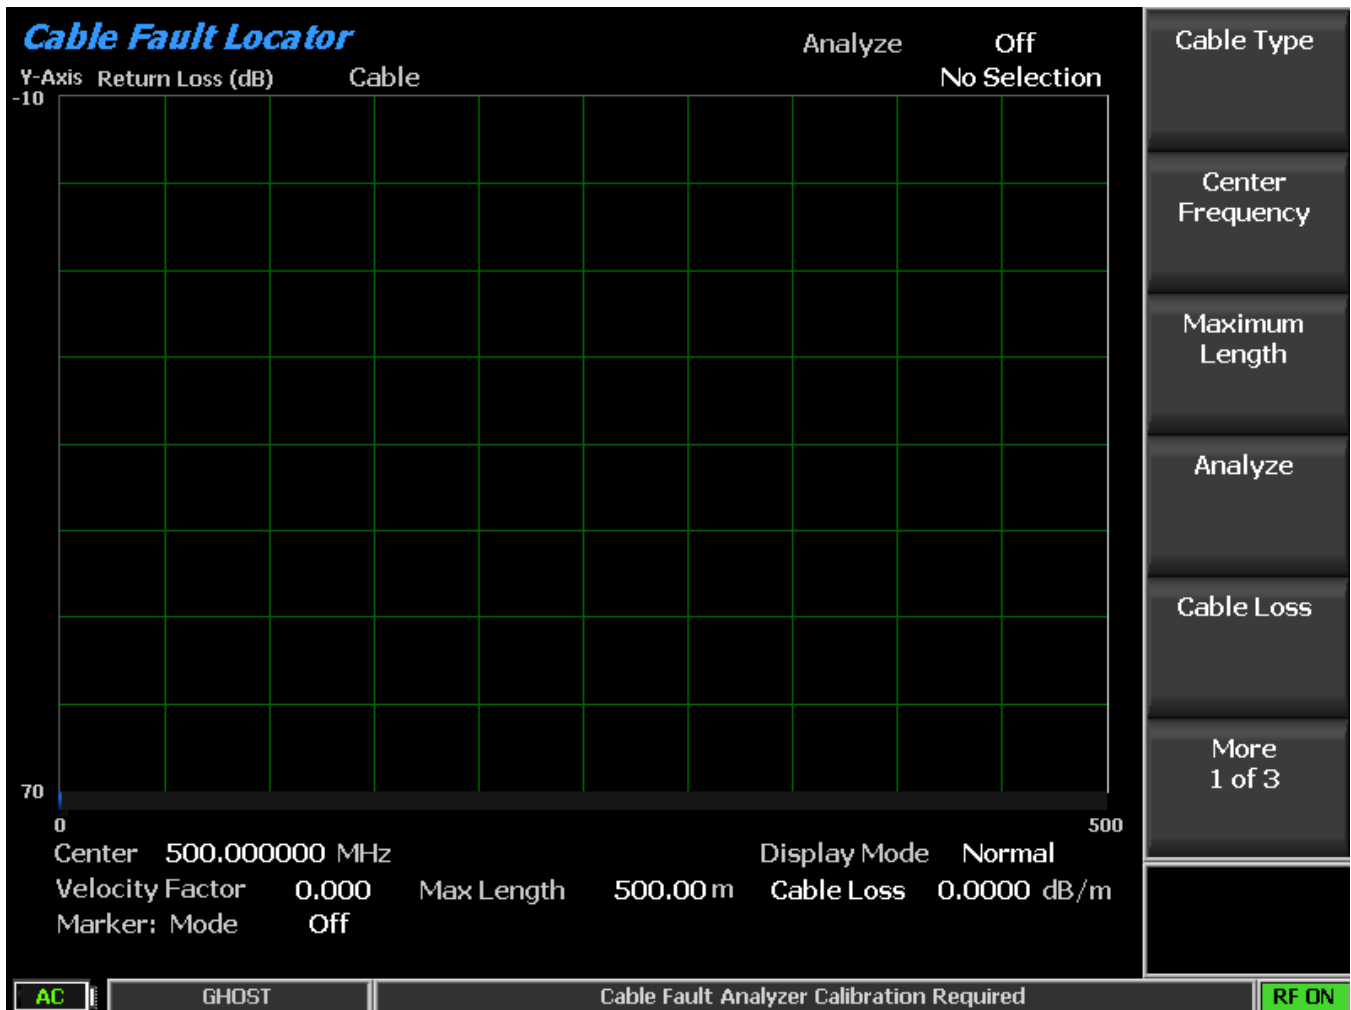 Cable Fault Locator
Analyze Off
Y-Axis Return Loss (dB) Cable No Selection
-10
70
0 500
Center 500.000000 MHz Display Mode Normal
Velocity Factor 0.000 Max Length 500.00 m Cable Loss 0.0000 dB/m
Marker: Mode Off
Cable Type
Center
Frequency
Maximum
Length
Analyze
Cable Loss
More
1 of 3
AC GHOST Cable Fault Analyzer Calibration Required RF ON